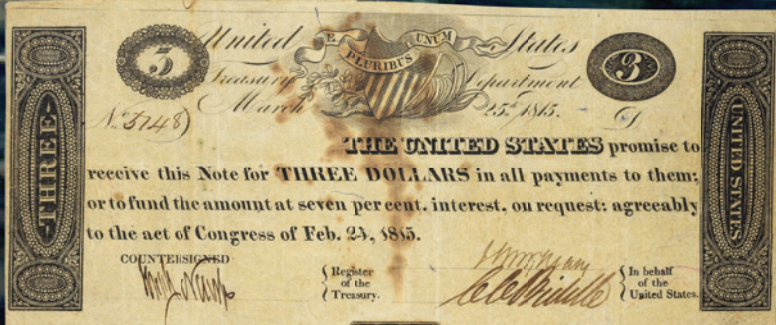 3 United E PLURIBUS UNUM States 3
Treasury Department
March 25th 1815.
No. 5748) D
THE UNITED STATES promise to
receive this Note for THREE DOLLARS in all payments to them;
or to fund the amount at seven per cent. interest, on request: agreeably
to the act of Congress of Feb. 24, 1815.
COUNTERSIGNED
Register of the Treasury.
C C Biddle
In behalf of the United States.
THREE
UNITED STATES